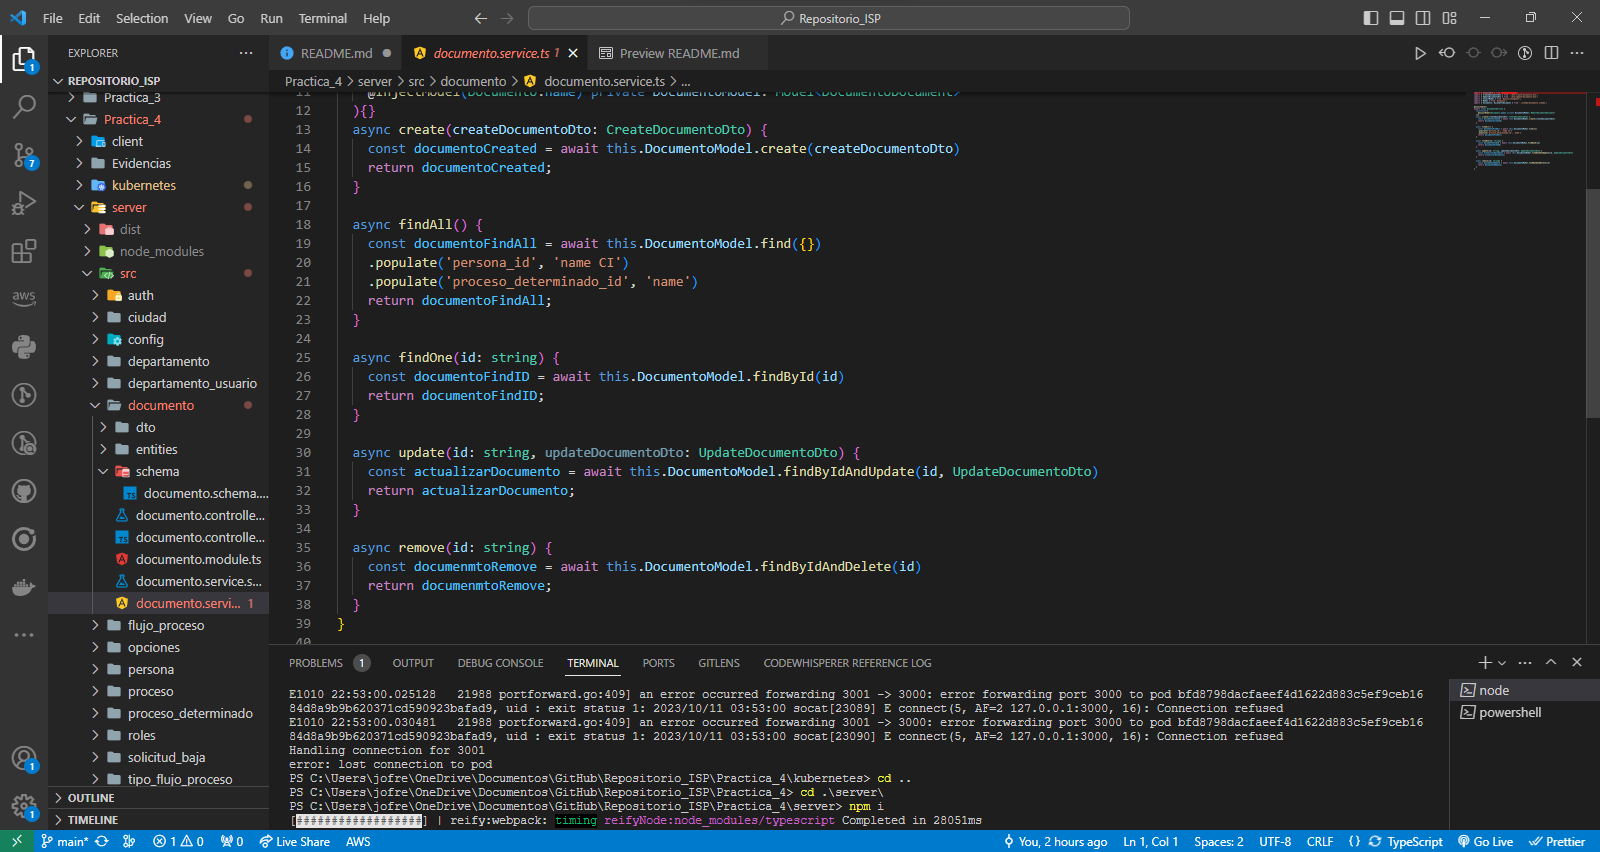 File Edit Selection View Go Run Terminal Help
Repositorio_ISP
EXPLORER
README.md
documento.service.ts 1
Preview README.md
REPOSITORIO_ISP
Practica_3
Practica_4
client
Evidencias
kubernetes
server
dist
node_modules
src
auth
ciudad
config
departamento
departamento_usuario
documento
dto
entities
schema
documento.schema....
documento.controlle...
documento.controlle...
documento.module.ts
documento.service.s...
documento.servi... 1
flujo_proceso
opciones
persona
proceso
proceso_determinado
roles
solicitud_baja
tipo_flujo_proceso
OUTLINE
TIMELINE
Practica_4 > server > src > documento > documento.service.ts > ...
11 @InjectModel(Documento.name) private DocumentoModel: Model<DocumentoDocument>
12 ){}
13 async create(createDocumentoDto: CreateDocumentoDto) {
14 const documentoCreated = await this.DocumentoModel.create(createDocumentoDto)
15 return documentoCreated;
16 }
17
18 async findAll() {
19 const documentoFindAll = await this.DocumentoModel.find({})
20 .populate('persona_id', 'name CI')
21 .populate('proceso_determinado_id', 'name')
22 return documentoFindAll;
23 }
24
25 async findOne(id: string) {
26 const documentoFindID = await this.DocumentoModel.findById(id)
27 return documentoFindID;
28 }
29
30 async update(id: string, updateDocumentoDto: UpdateDocumentoDto) {
31 const actualizarDocumento = await this.DocumentoModel.findByIdAndUpdate(id, UpdateDocumentoDto)
32 return actualizarDocumento;
33 }
34
35 async remove(id: string) {
36 const documenmtoRemove = await this.DocumentoModel.findByIdAndDelete(id)
37 return documenmtoRemove;
38 }
39 }
40
PROBLEMS 1 OUTPUT DEBUG CONSOLE TERMINAL PORTS GITLENS CODEWHISPERER REFERENCE LOG
E1010 22:53:00.025128 21988 portforward.go:409] an error occurred forwarding 3001 -> 3000: error forwarding port 3000 to pod bfd8798dacfaeef4d1622d883c5ef9ceb16
84d8a9b9b620371cd590923bafad9, uid : exit status 1: 2023/10/11 03:53:00 socat[23089] E connect(5, AF=2 127.0.0.1:3000, 16): Connection refused
E1010 22:53:00.030481 21988 portforward.go:409] an error occurred forwarding 3001 -> 3000: error forwarding port 3000 to pod bfd8798dacfaeef4d1622d883c5ef9ceb16
84d8a9b9b620371cd590923bafad9, uid : exit status 1: 2023/10/11 03:53:00 socat[23090] E connect(5, AF=2 127.0.0.1:3000, 16): Connection refused
Handling connection for 3001
error: lost connection to pod
PS C:\Users\jofre\OneDrive\Documentos\GitHub\Repositorio_ISP\Practica_4\kubernetes> cd ..
PS C:\Users\jofre\OneDrive\Documentos\GitHub\Repositorio_ISP\Practica_4> cd .\server\
PS C:\Users\jofre\OneDrive\Documentos\GitHub\Repositorio_ISP\Practica_4\server> npm i
[##################] | reify:webpack: timing reifyNode:node_modules/typescript Completed in 28051ms
node
powershell
aws
1
7
1
1
main* 1 0 0 Live Share AWS
You, 2 hours ago Ln 1, Col 1 Spaces: 2 UTF-8 CRLF {} TypeScript Go Live Prettier